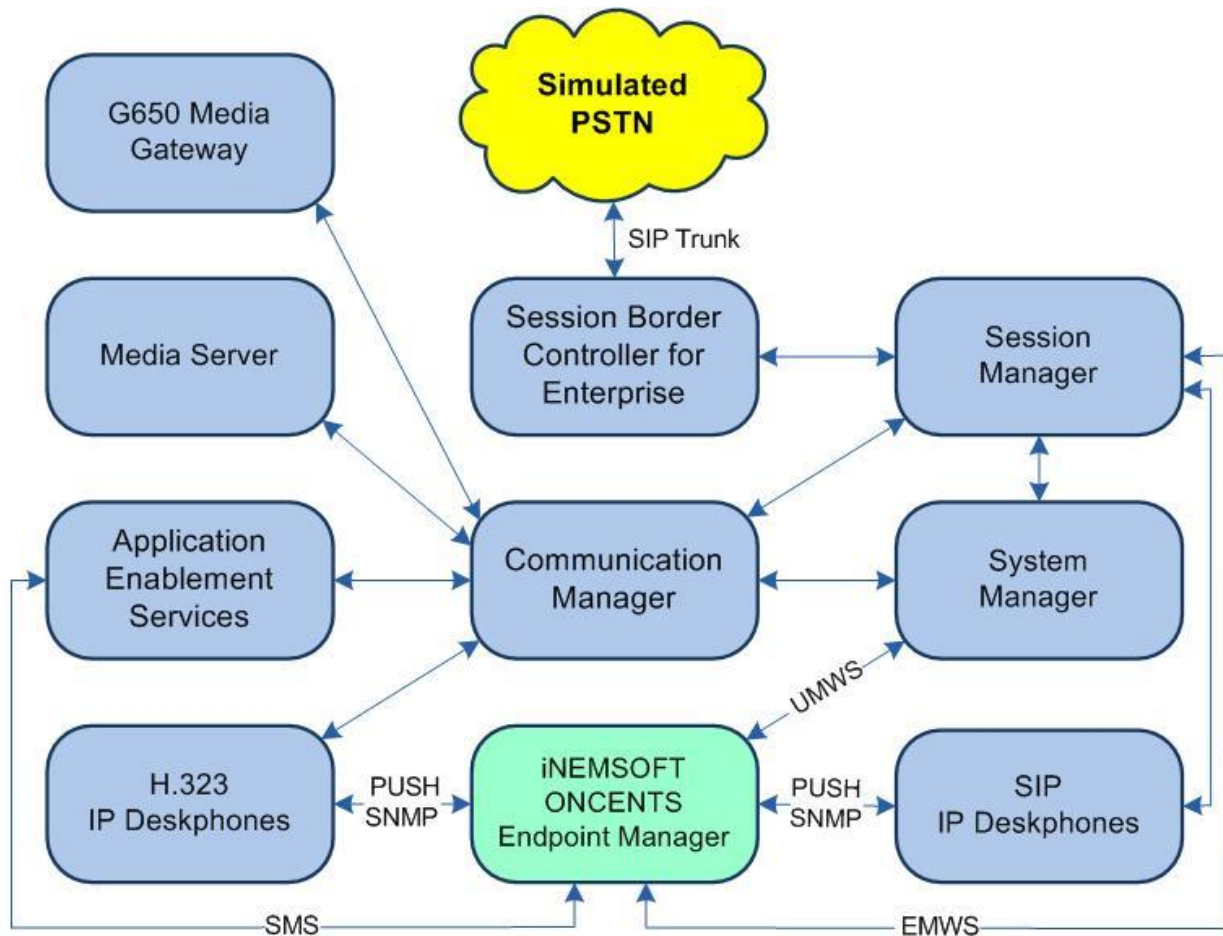 G650 Media
Gateway
Simulated
PSTN
SIP Trunk
Media Server
Session Border
Controller for
Enterprise
Session
Manager
Application
Enablement
Services
Communication
Manager
System
Manager
UMWS
H.323
IP Deskphones
PUSH
SNMP
iNEMSOFT
ONCENTS
Endpoint Manager
PUSH
SNMP
SIP
IP Deskphones
SMS
EMWS